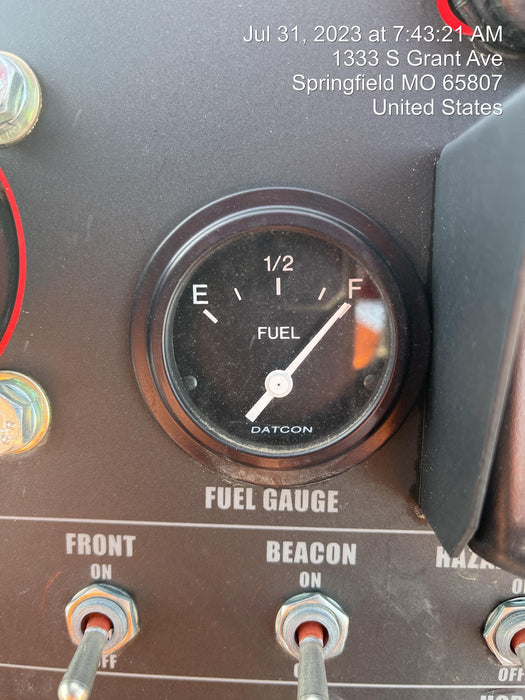 Jul 31, 2023 at 7:43:21 AM
1333 S Grant Ave
Springfield MO 65807
United States
1/2
E F
FUEL
DATCON
FUEL GAUGE
FRONT BEACON
ON ON
OFF